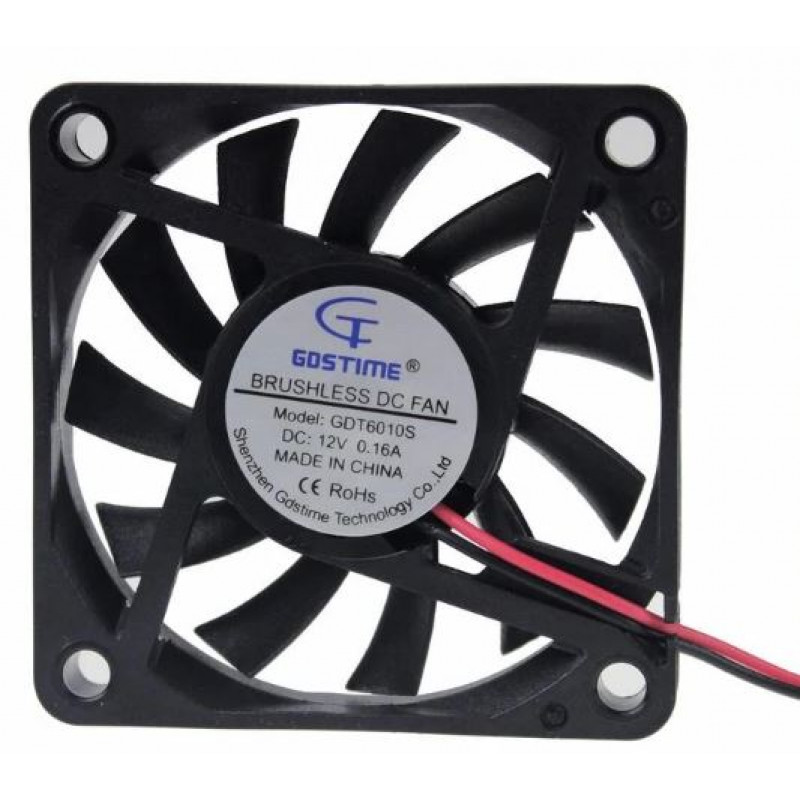 GDSTIME®
BRUSHLESS DC FAN
Model: GDT6010S
DC: 12V 0.16A
MADE IN CHINA
CE RoHs
Shenzhen Gdstime Technology Co.,Ltd